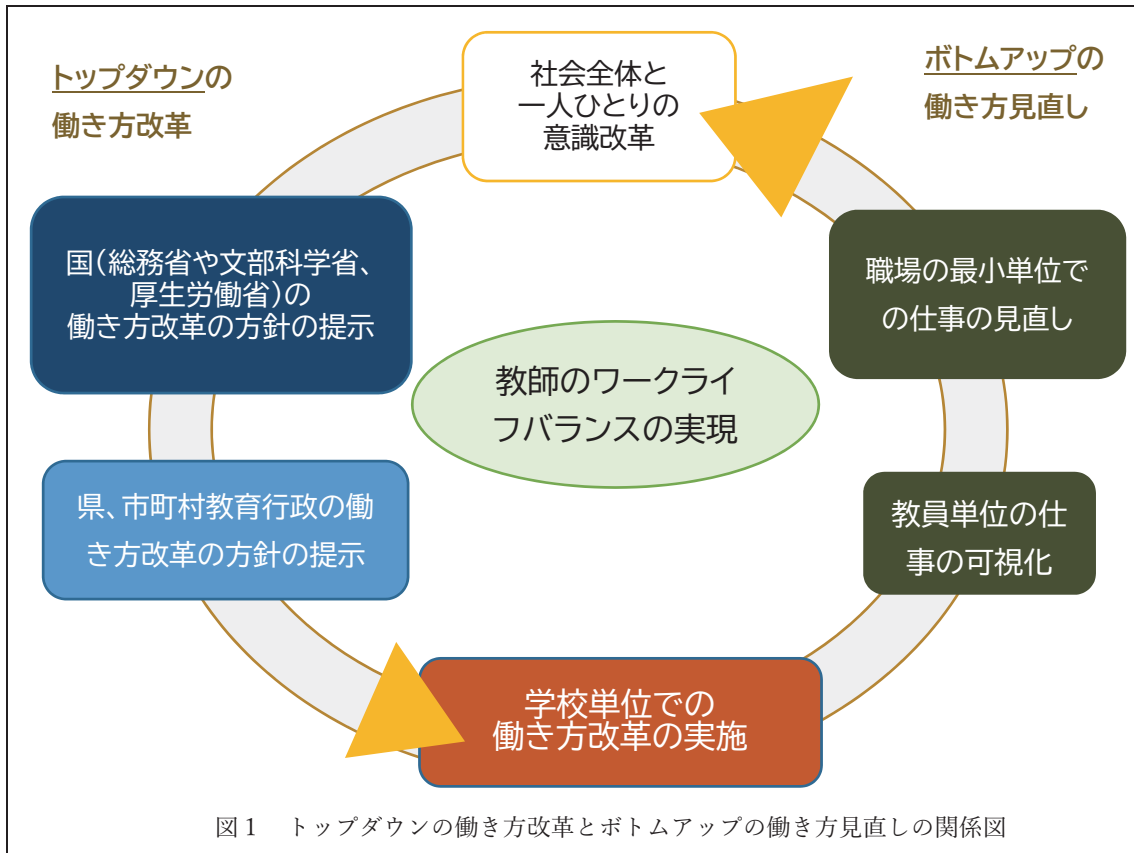 トップダウンの
働き方改革
社会全体と
一人ひとりの
意識改革
ボトムアップの
働き方見直し
国(総務省や文部科学省、
厚生労働省)の
働き方改革の方針の提示
職場の最小単位で
の仕事の見直し
教師のワークライ
フバランスの実現
県、市町村教育行政の働
き方改革の方針の提示
教員単位の仕
事の可視化
学校単位での
働き方改革の実施
図1 トップダウンの働き方改革とボトムアップの働き方見直しの関係図